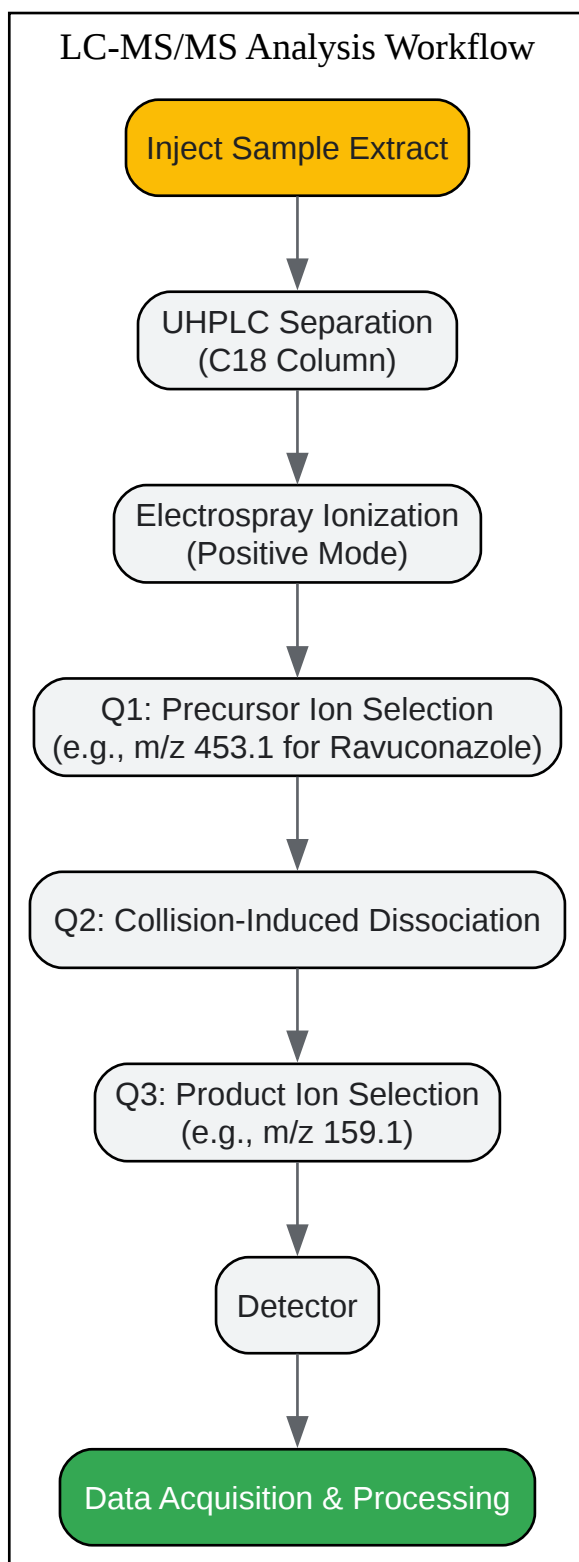 LC-MS/MS Analysis Workflow
Inject Sample Extract
UHPLC Separation
(C18 Column)
Electrospray Ionization
(Positive Mode)
Q1: Precursor Ion Selection
(e.g., m/z 453.1 for Ravuconazole)
Q2: Collision-Induced Dissociation
Q3: Product Ion Selection
(e.g., m/z 159.1)
Detector
Data Acquisition & Processing